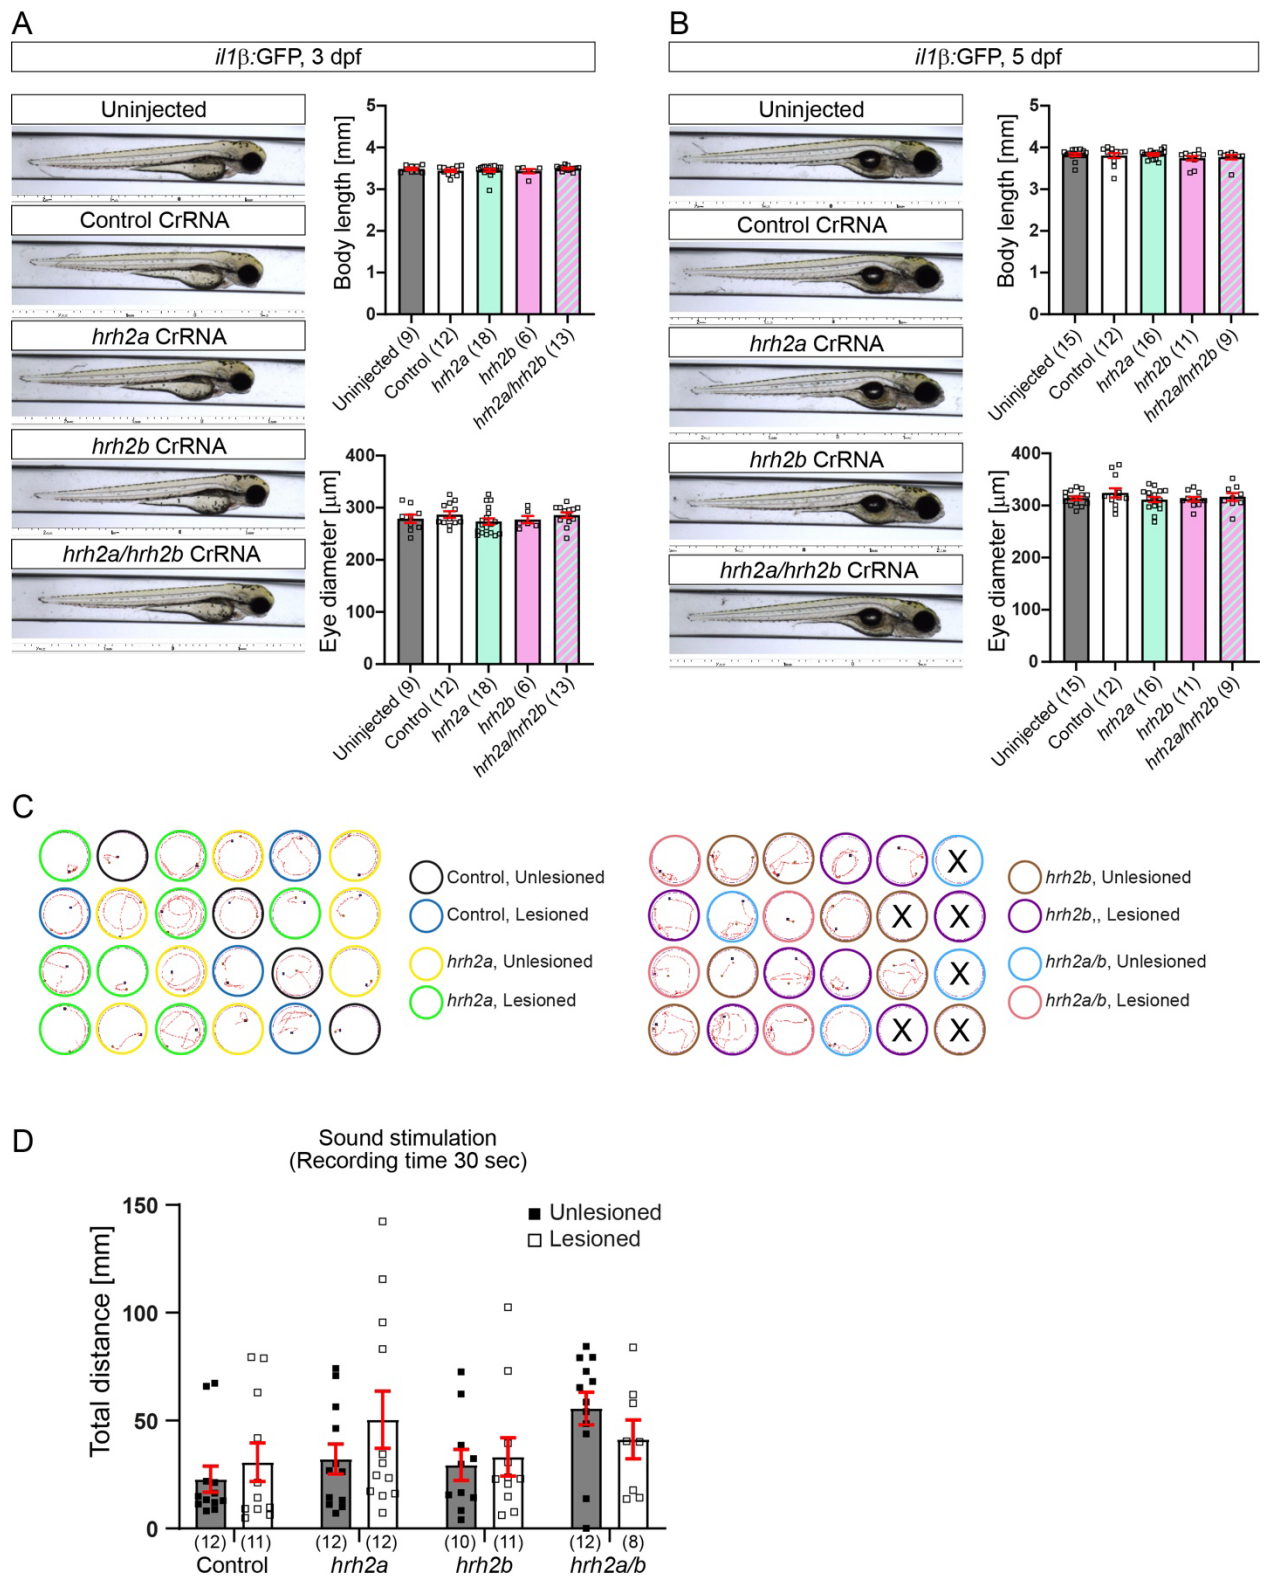 A
il1β:GFP, 3 dpf
Uninjected
Control CrRNA
hrh2a CrRNA
hrh2b CrRNA
hrh2a/hrh2b CrRNA
Body length [mm]
5
4
3
2
1
0
Uninjected (9)
Control (12)
hrh2a (18)
hrh2b (6)
hrh2a/hrh2b (13)
Eye diameter [μm]
400
300
200
100
0
Uninjected (9)
Control (12)
hrh2a (18)
hrh2b (6)
hrh2a/hrh2b (13)
B
il1β:GFP, 5 dpf
Uninjected
Control CrRNA
hrh2a CrRNA
hrh2b CrRNA
hrh2a/hrh2b CrRNA
Body length [mm]
5
4
3
2
1
0
Uninjected (15)
Control (12)
hrh2a (16)
hrh2b (11)
hrh2a/hrh2b (9)
Eye diameter [μm]
400
300
200
100
0
Uninjected (15)
Control (12)
hrh2a (16)
hrh2b (11)
hrh2a/hrh2b (9)
C
Control, Unlesioned
Control, Lesioned
hrh2a, Unlesioned
hrh2a, Lesioned
X
X X
X
X X
hrh2b, Unlesioned
hrh2b,, Lesioned
hrh2a/b, Unlesioned
hrh2a/b, Lesioned
D
Sound stimulation
(Recording time 30 sec)
Unlesioned
Lesioned
Total distance [mm]
150
100
50
0
(12) (11) (12) (12) (10) (11) (12) (8)
Control hrh2a hrh2b hrh2a/b